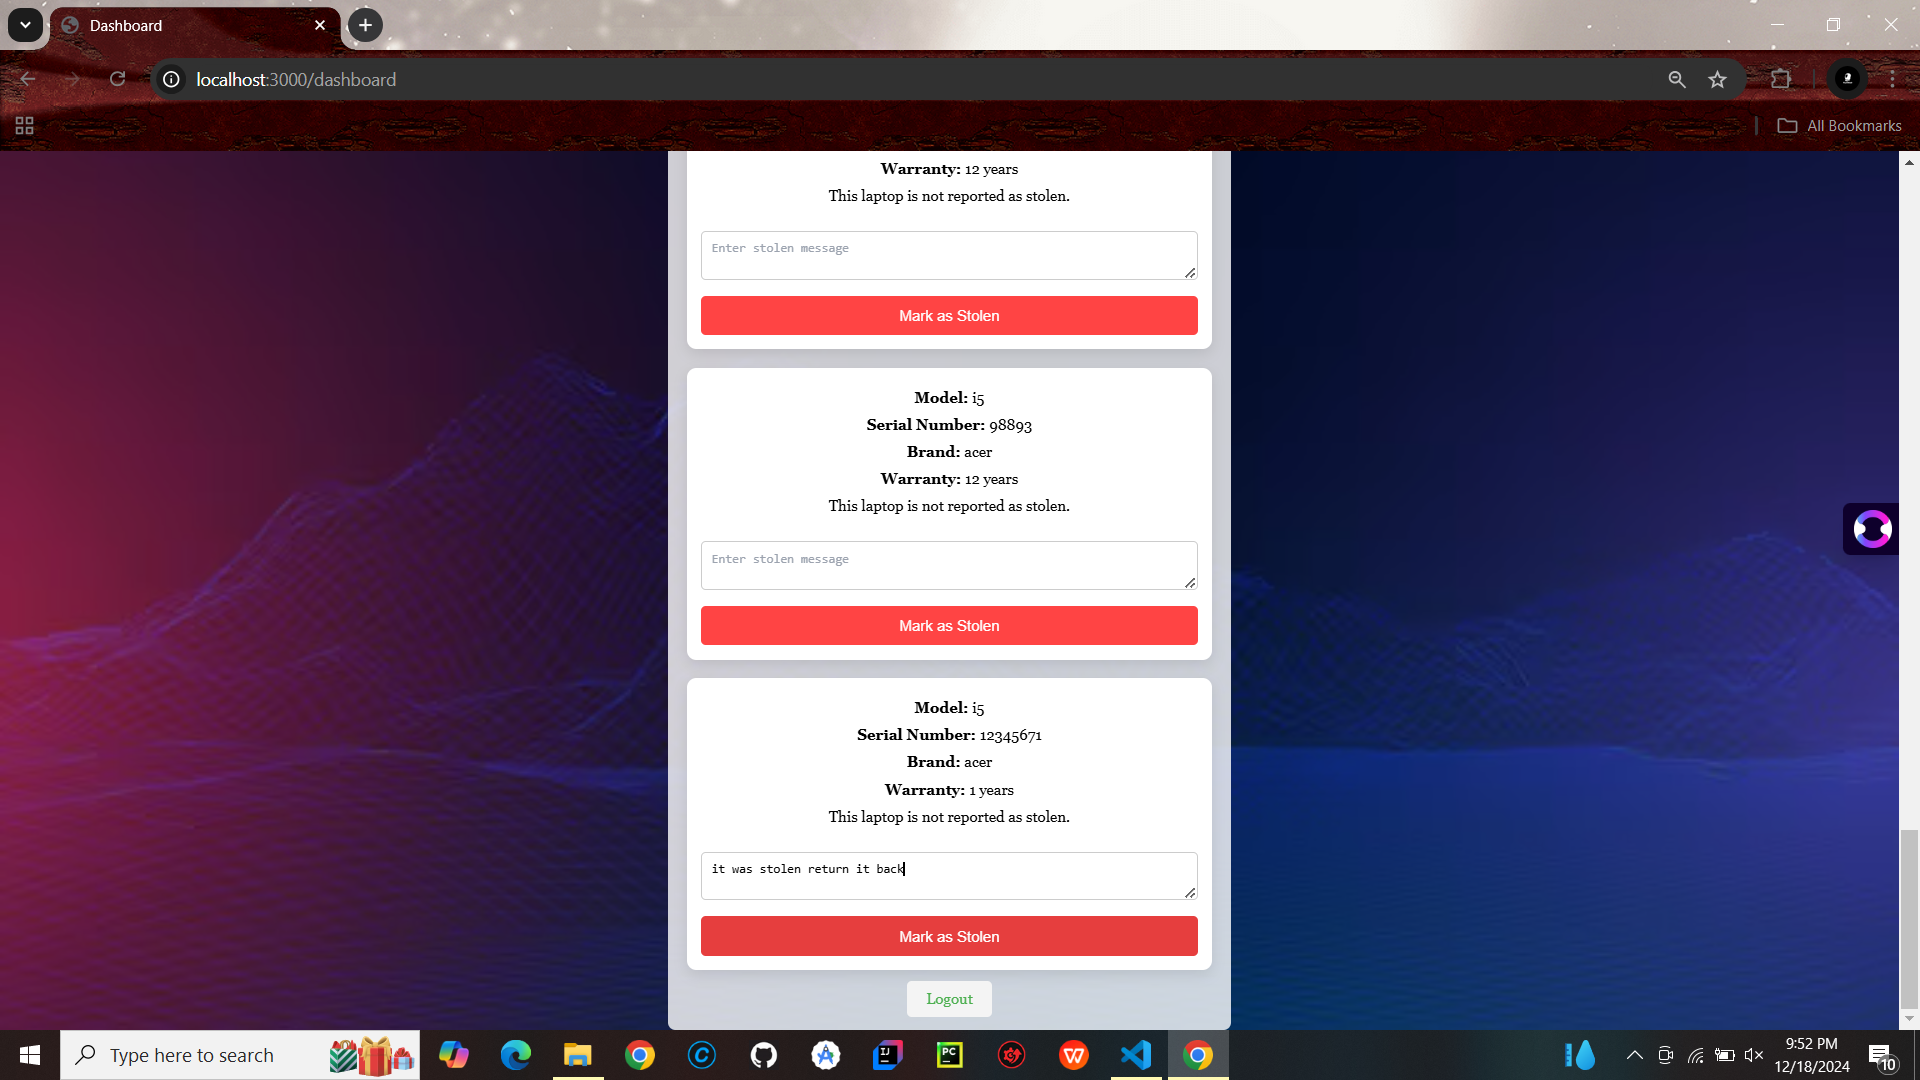 Dashboard
localhost:3000/dashboard
All Bookmarks
Warranty: 12 years
This laptop is not reported as stolen.
Enter stolen message
Mark as Stolen
Model: i5
Serial Number: 98893
Brand: acer
Warranty: 12 years
This laptop is not reported as stolen.
Enter stolen message
Mark as Stolen
Model: i5
Serial Number: 12345671
Brand: acer
Warranty: 1 years
This laptop is not reported as stolen.
it was stolen return it back
Mark as Stolen
Logout
Type here to search
IJ
PC
9:52 PM
12/18/2024
10